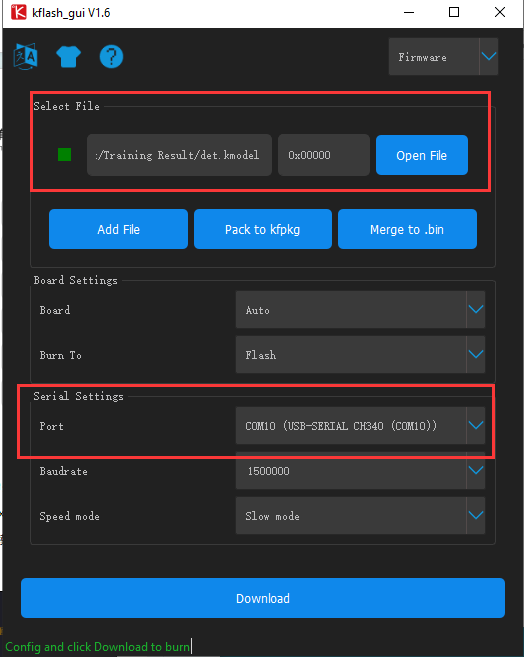 kflash_gui V1.6
Firmware
Select File
:/Training Result/det.kmodel
0x00000
Open File
Add File
Pack to kfpkg
Merge to .bin
Board Settings
Board
Auto
Burn To
Flash
Serial Settings
Port
COM10 (USB-SERIAL CH340 (COM10))
Baudrate
1500000
Speed mode
Slow mode
Download
Config and click Download to burn